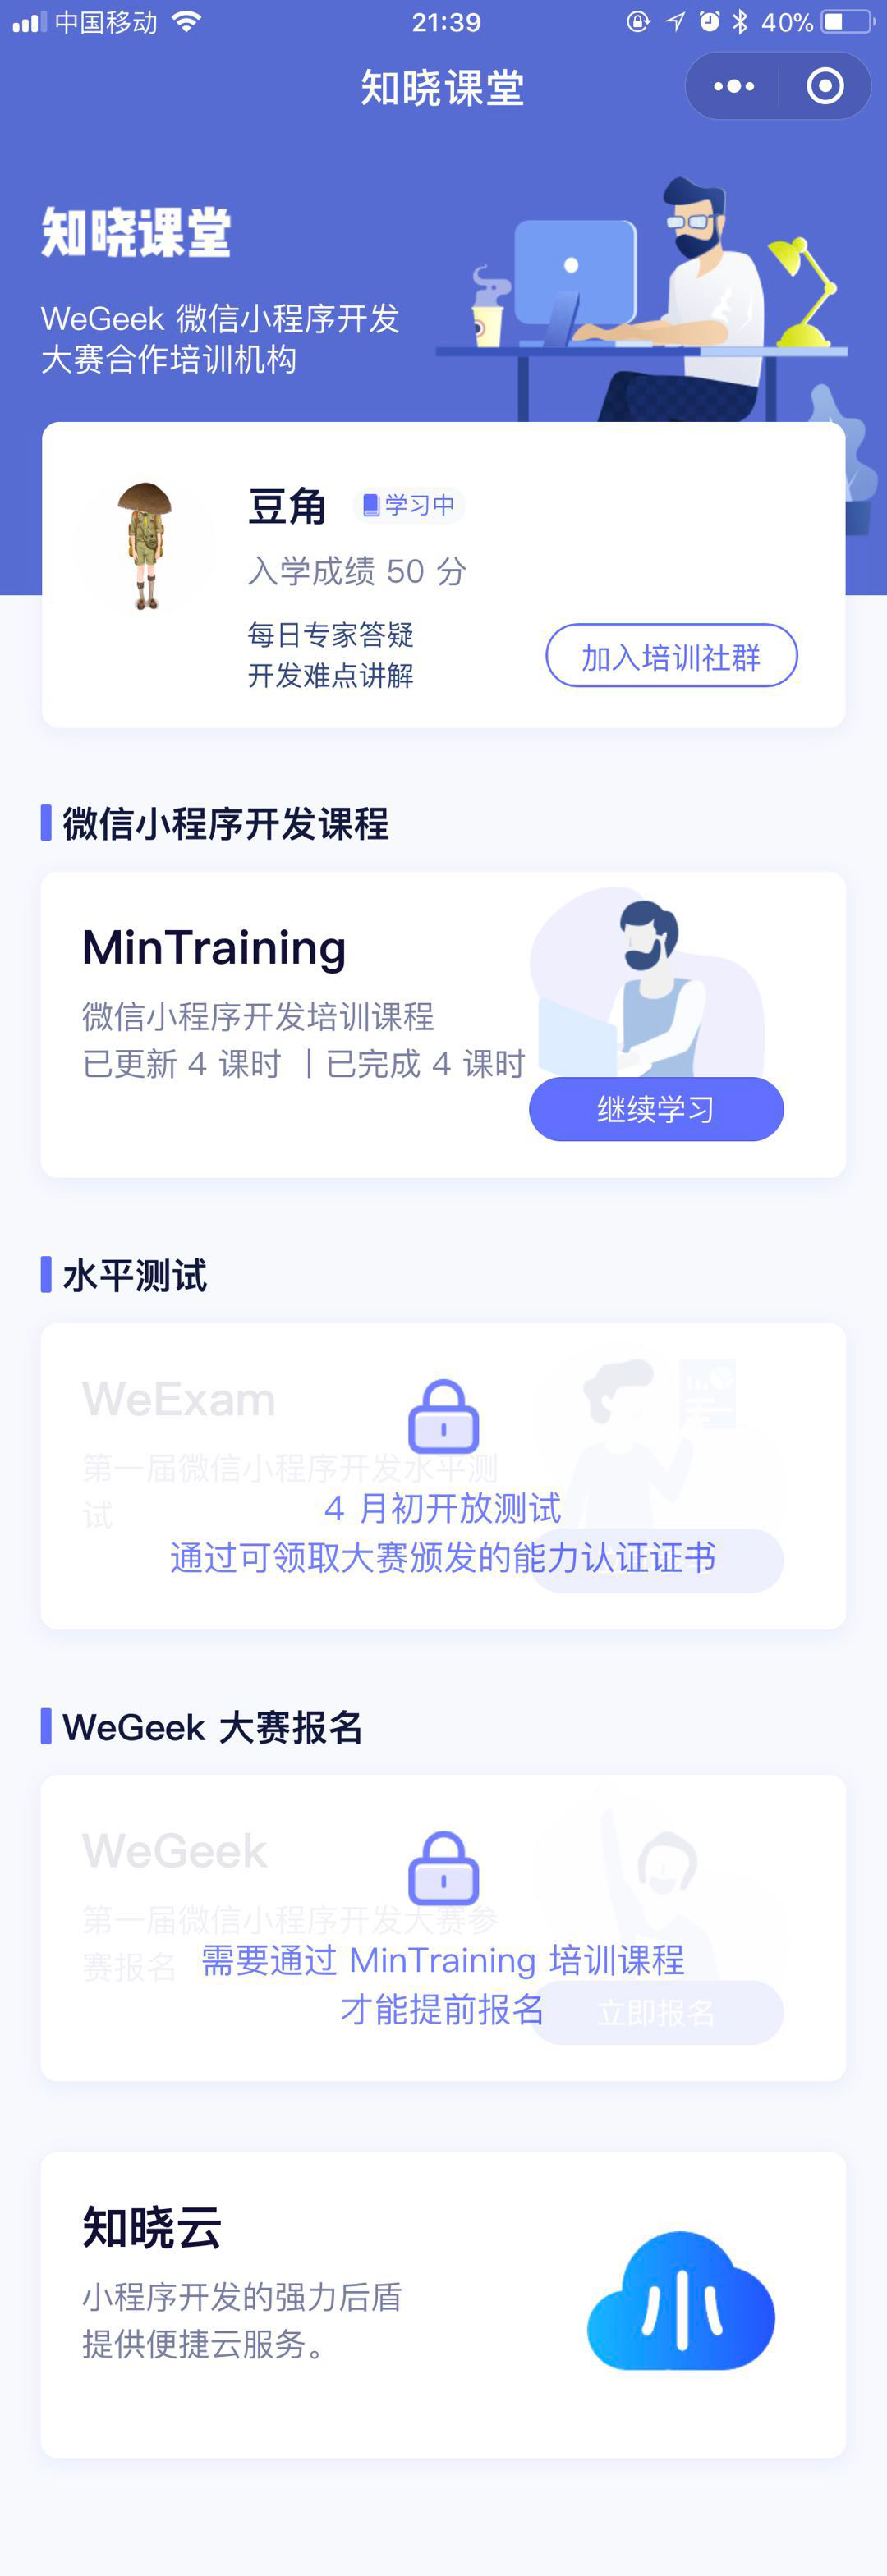 中国移动
21:39
40%
知晓课堂
知晓课堂
WeGeek 微信小程序开发
大赛合作培训机构
豆角
学习中
入学成绩 50 分
每日专家答疑
开发难点讲解
加入培训社群
微信小程序开发课程
MinTraining
微信小程序开发培训课程
已更新 4 课时 | 已完成 4 课时
继续学习
水平测试
WeExam
第一届微信小程序开发水平测
试
4 月初开放测试
通过可领取大赛颁发的能力认证证书
WeGeek 大赛报名
WeGeek
第一届微信小程序开发大赛参
赛报名
需要通过 MinTraining 培训课程
才能提前报名
立即报名
知晓云
小程序开发的强力后盾
提供便捷云服务。
小